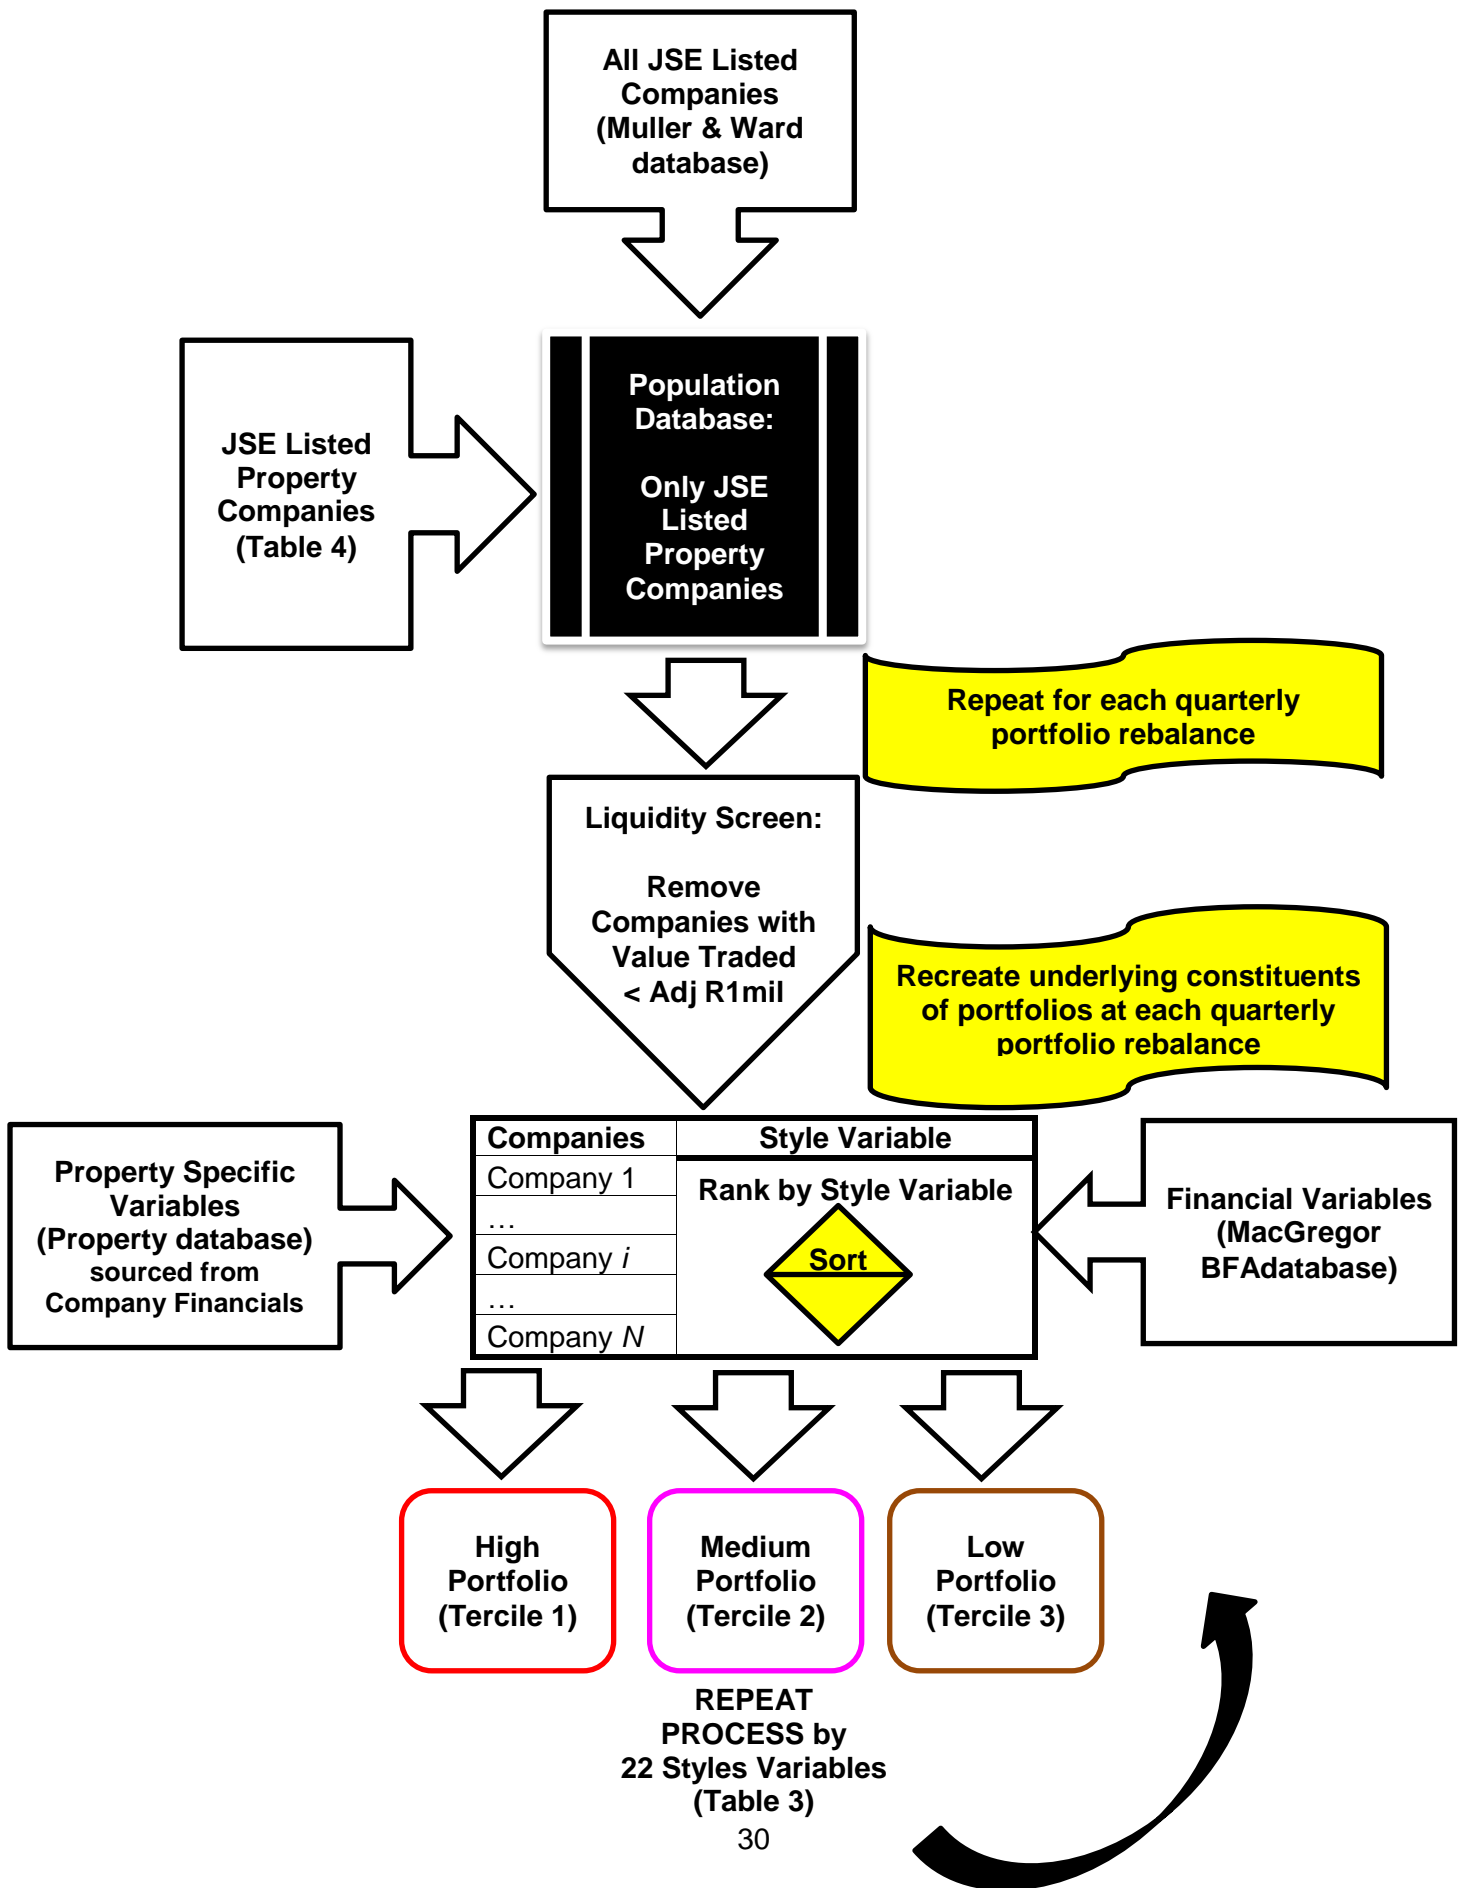 All JSE Listed
Companies
(Muller & Ward
database)
JSE Listed
Property
Companies
(Table 4)
Population
Database:
Only JSE
Listed
Property
Companies
Repeat for each quarterly
portfolio rebalance
Liquidity Screen:
Remove
Companies with
Value Traded
< Adj R1mil
Recreate underlying constituents
of portfolios at each quarterly
portfolio rebalance
Property Specific
Variables
(Property database)
sourced from
Company Financials
Companies
Style Variable
Company 1
…
Company i
…
Company N
Rank by Style Variable
Sort
Financial Variables
(MacGregor
BFAdatabase)
High
Portfolio
(Tercile 1)
Medium
Portfolio
(Tercile 2)
Low
Portfolio
(Tercile 3)
REPEAT
PROCESS by
22 Styles Variables
(Table 3)
30